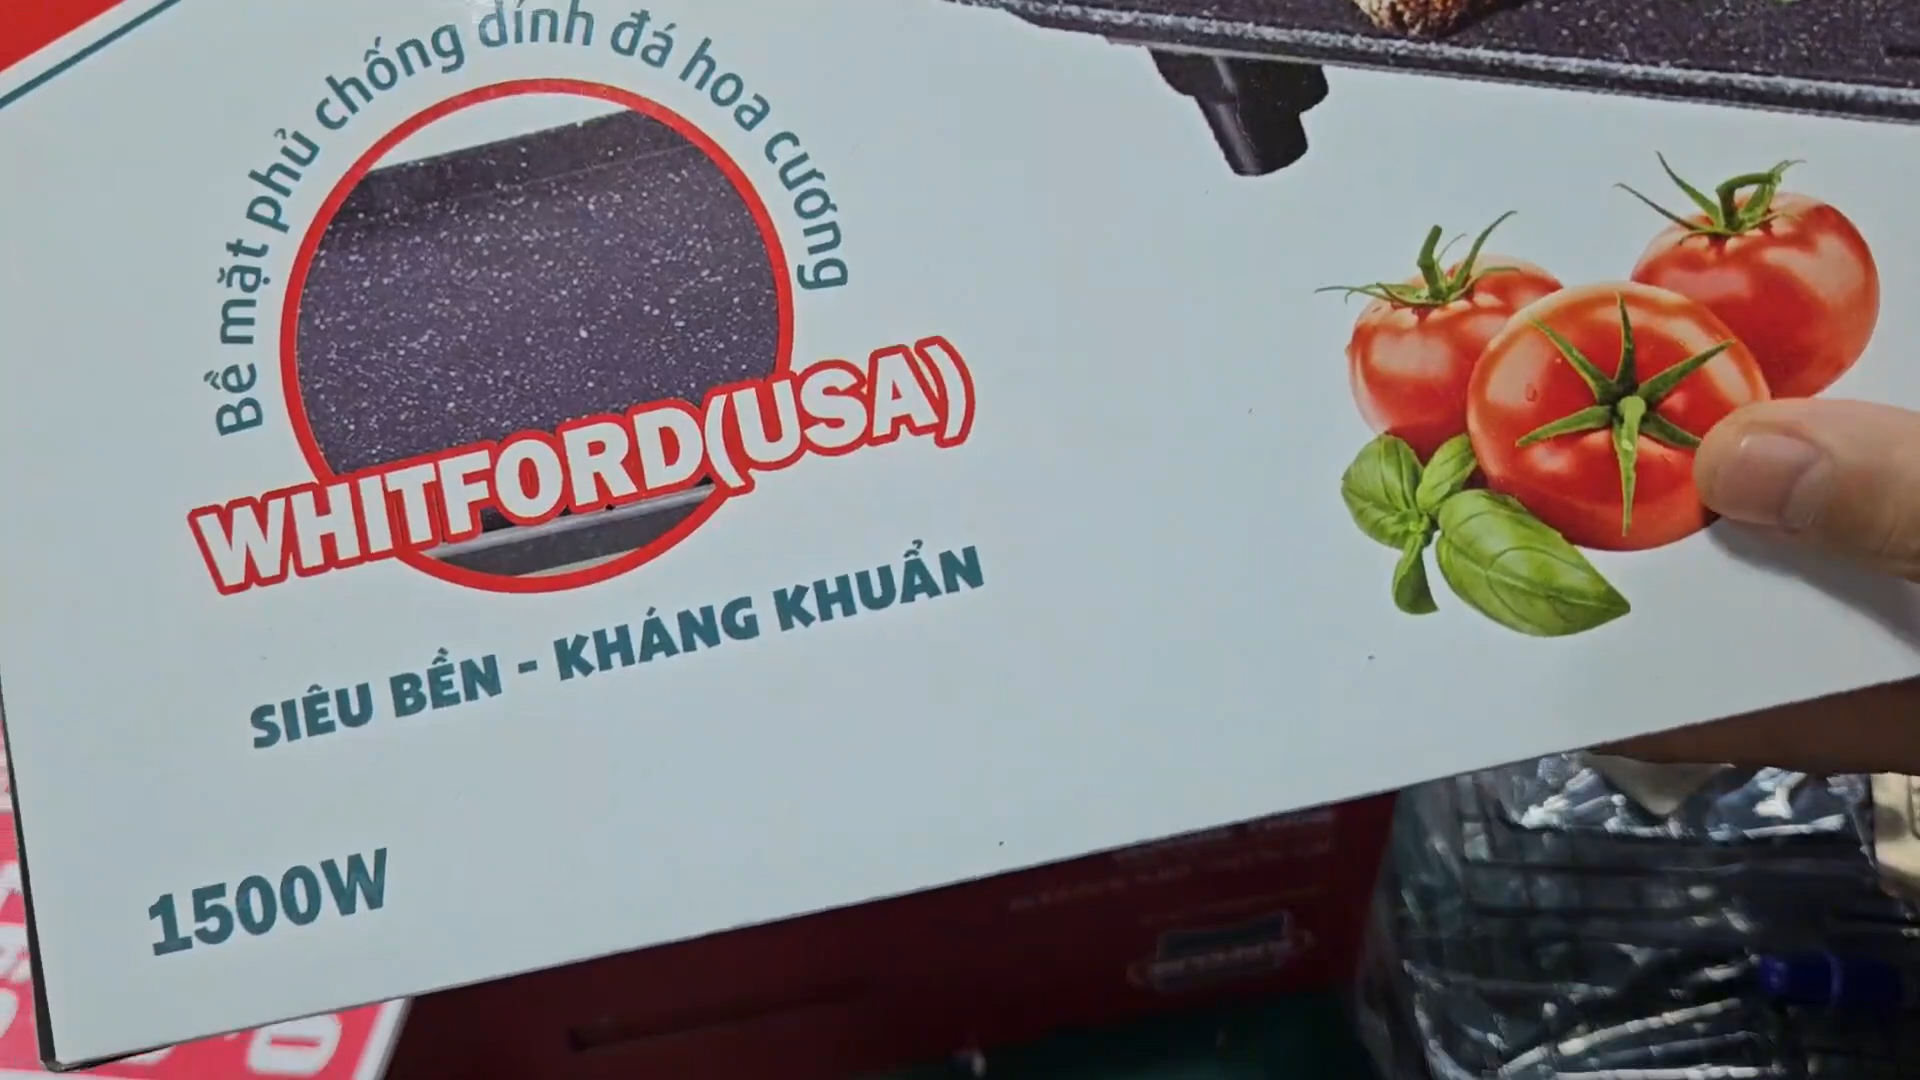 Bề mặt phủ chống dính đá hoa cương
WHITFORD(USA)
SIÊU BỀN - KHÁNG KHUẨN
1500W